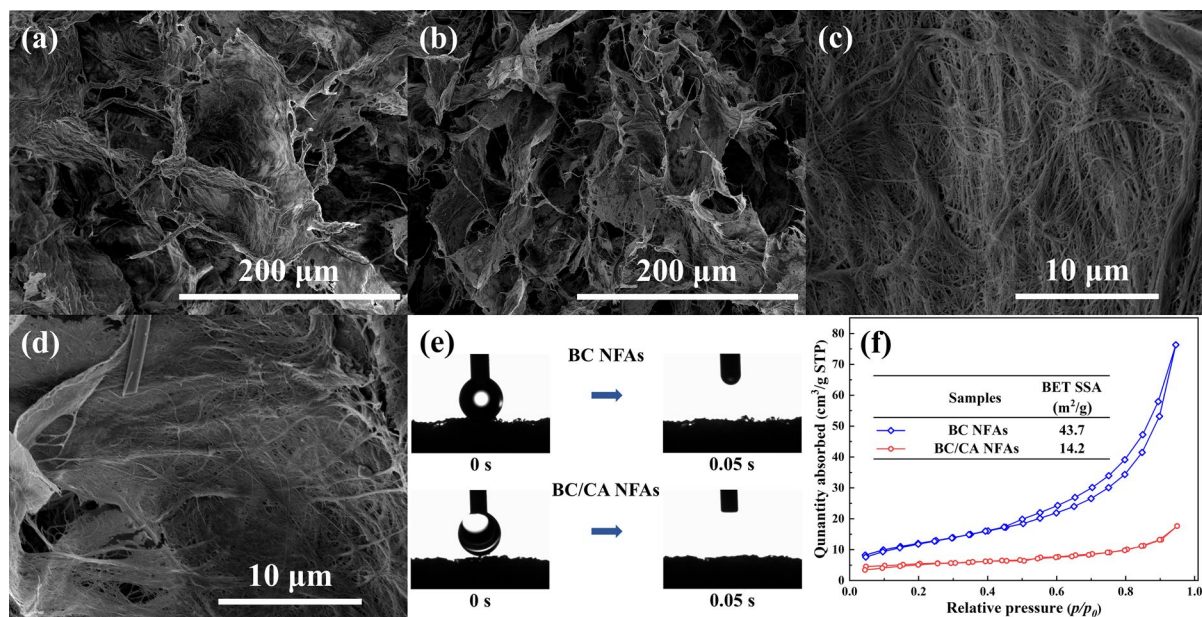 (a)
200 μm
(b)
200 μm
(c)
10 μm
(d)
10 μm
(e)
BC NFAs
0 s
0.05 s
BC/CA NFAs
0 s
0.05 s
(f)
Quantity absorbed (cm³/g STP)
80
70
60
50
40
30
20
10
0
Samples BET SSA
(m²/g)
BC NFAs 43.7
BC/CA NFAs 14.2
0.0 0.2 0.4 0.6 0.8 1.0
Relative pressure (p/p₀)